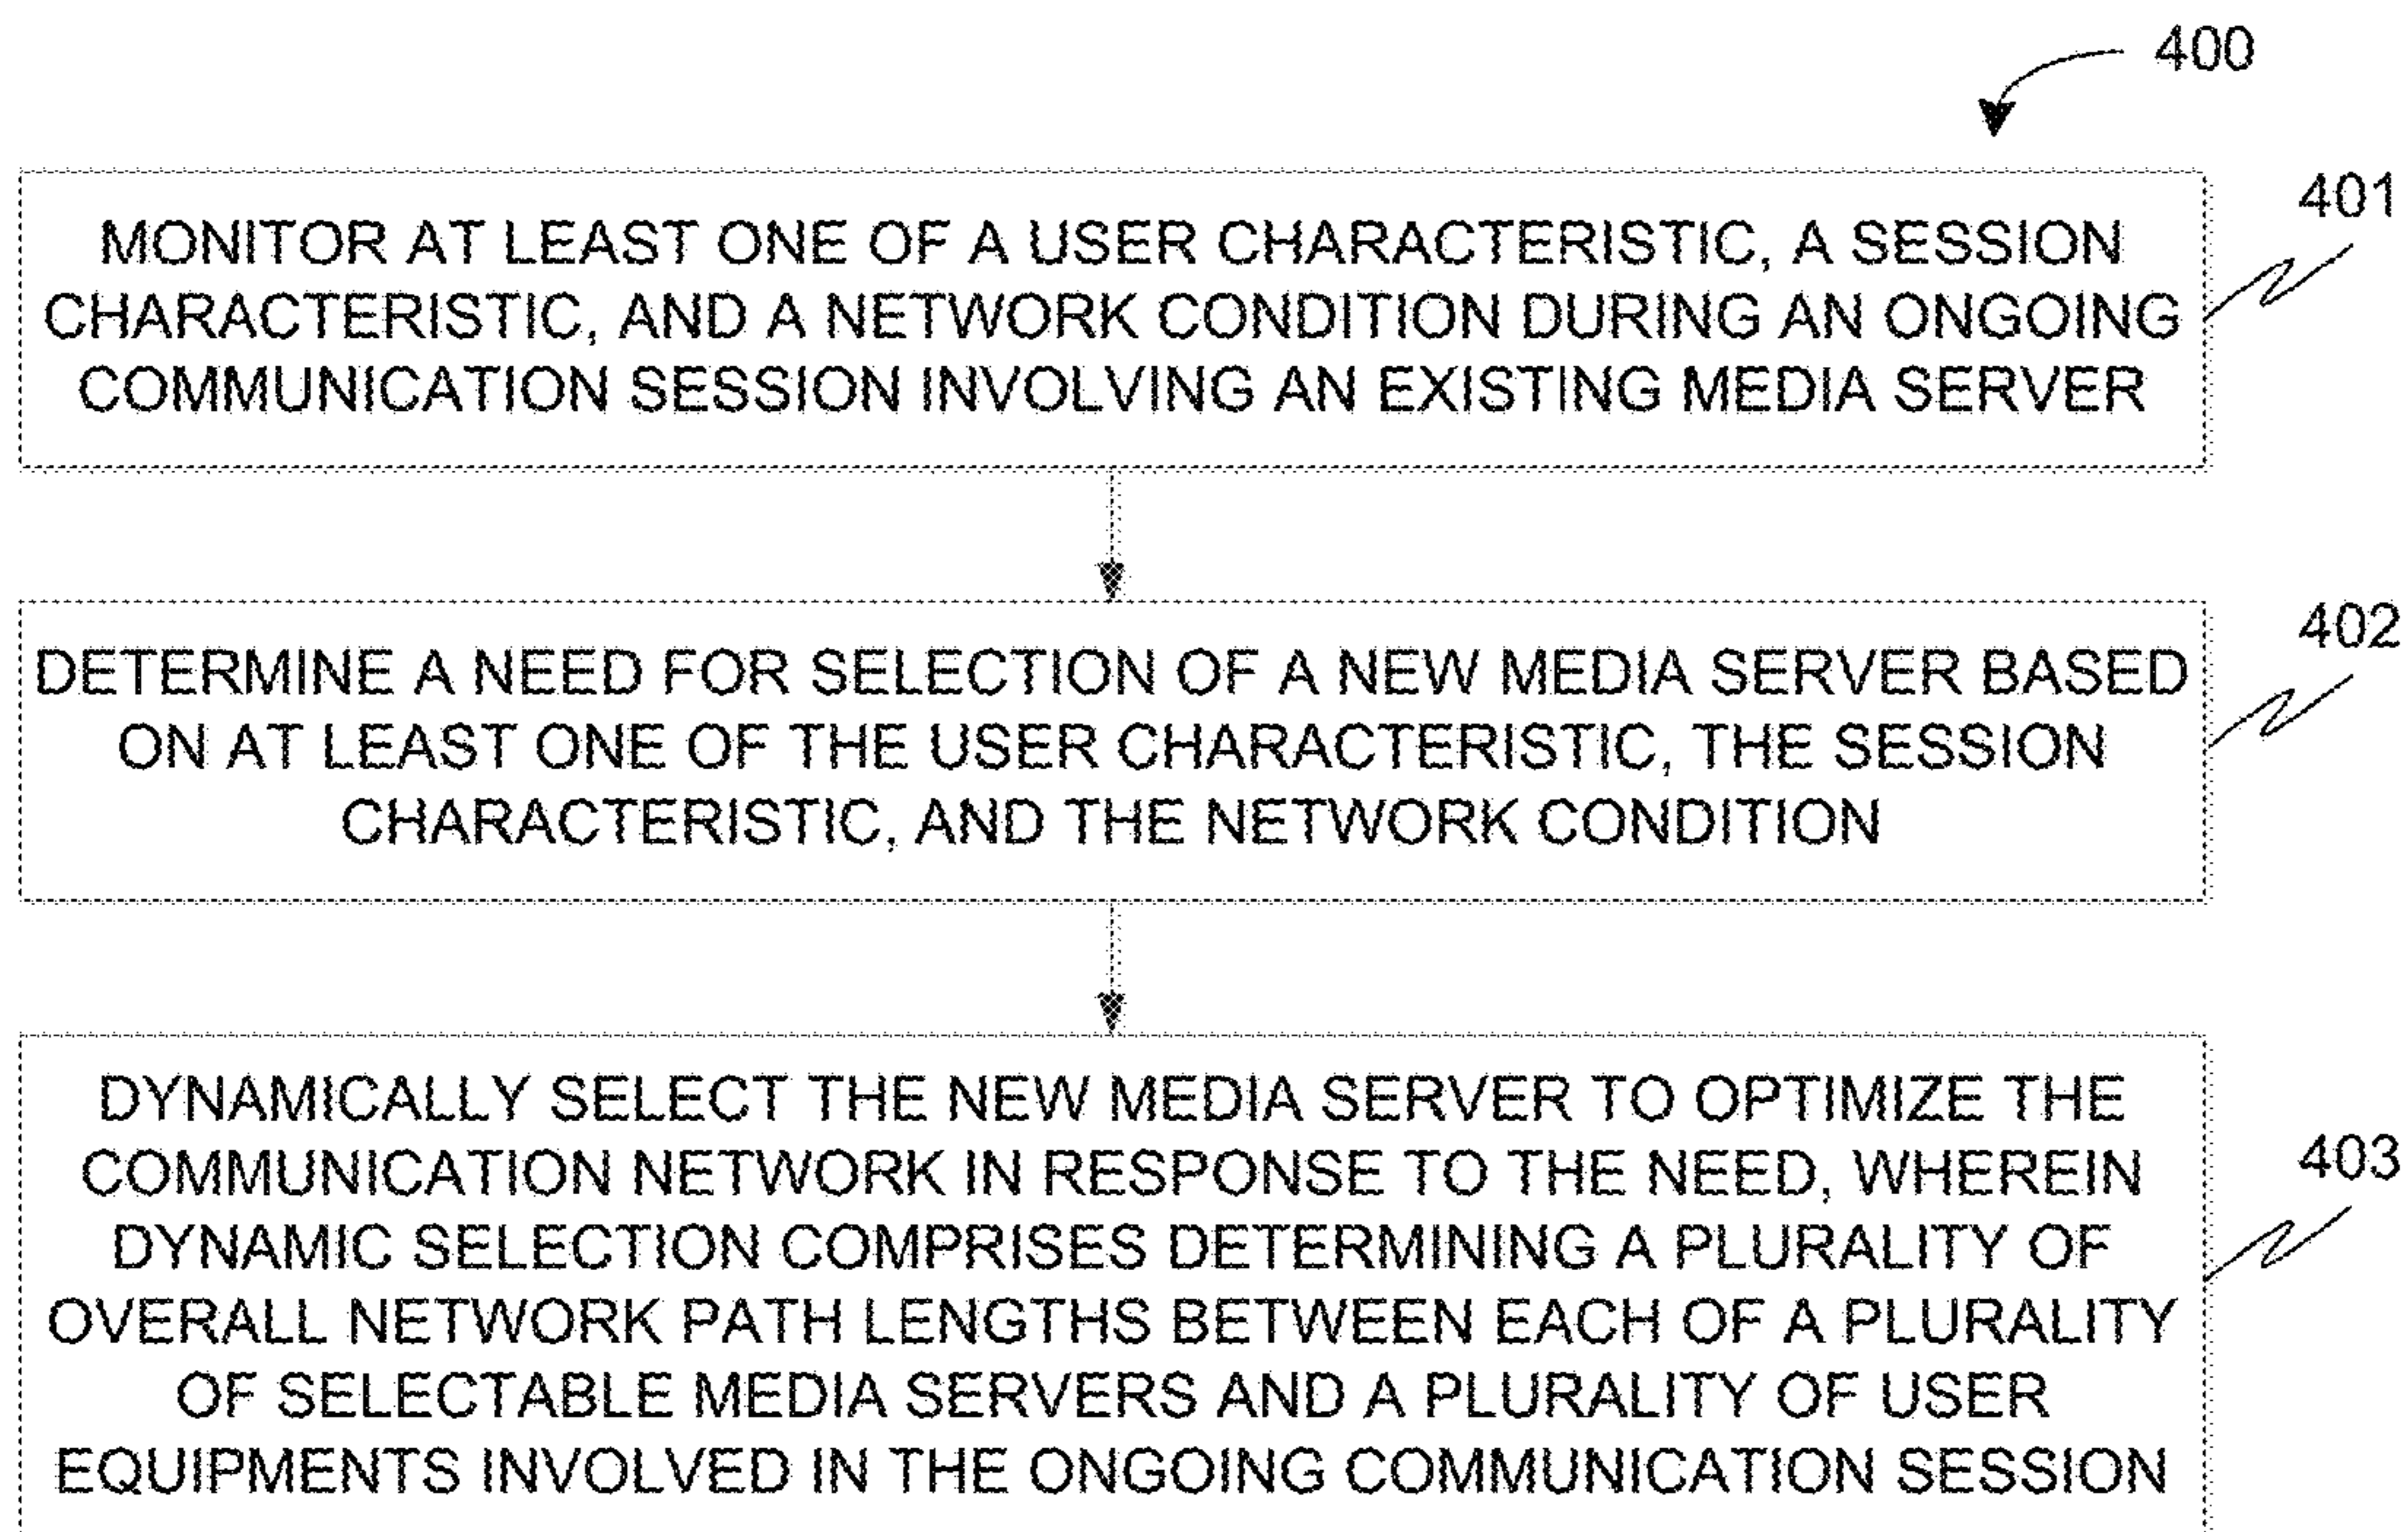 400
401
MONITOR AT LEAST ONE OF A USER CHARACTERISTIC, A SESSION
CHARACTERISTIC, AND A NETWORK CONDITION DURING AN ONGOING
COMMUNICATION SESSION INVOLVING AN EXISTING MEDIA SERVER
402
DETERMINE A NEED FOR SELECTION OF A NEW MEDIA SERVER BASED
ON AT LEAST ONE OF THE USER CHARACTERISTIC, THE SESSION
CHARACTERISTIC, AND THE NETWORK CONDITION
403
DYNAMICALLY SELECT THE NEW MEDIA SERVER TO OPTIMIZE THE
COMMUNICATION NETWORK IN RESPONSE TO THE NEED, WHEREIN
DYNAMIC SELECTION COMPRISES DETERMINING A PLURALITY OF
OVERALL NETWORK PATH LENGTHS BETWEEN EACH OF A PLURALITY
OF SELECTABLE MEDIA SERVERS AND A PLURALITY OF USER
EQUIPMENTS INVOLVED IN THE ONGOING COMMUNICATION SESSION